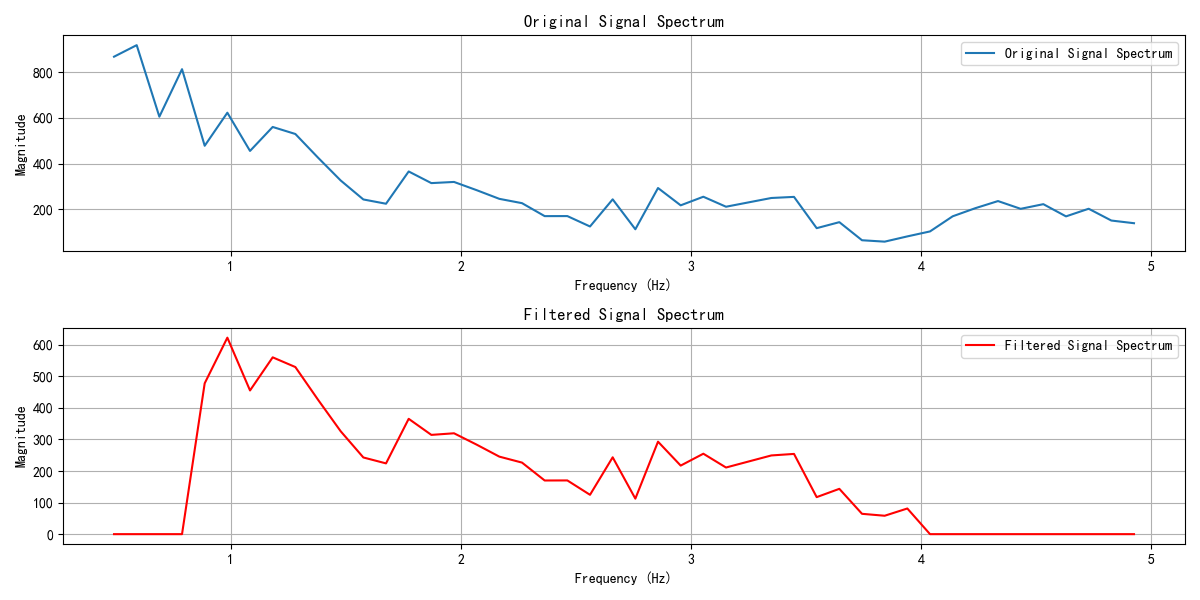 Original Signal Spectrum
Original Signal Spectrum
Magnitude
800
600
400
200
1 2 3 4 5
Frequency (Hz)
Filtered Signal Spectrum
Filtered Signal Spectrum
Magnitude
600
500
400
300
200
100
0
1 2 3 4 5
Frequency (Hz)